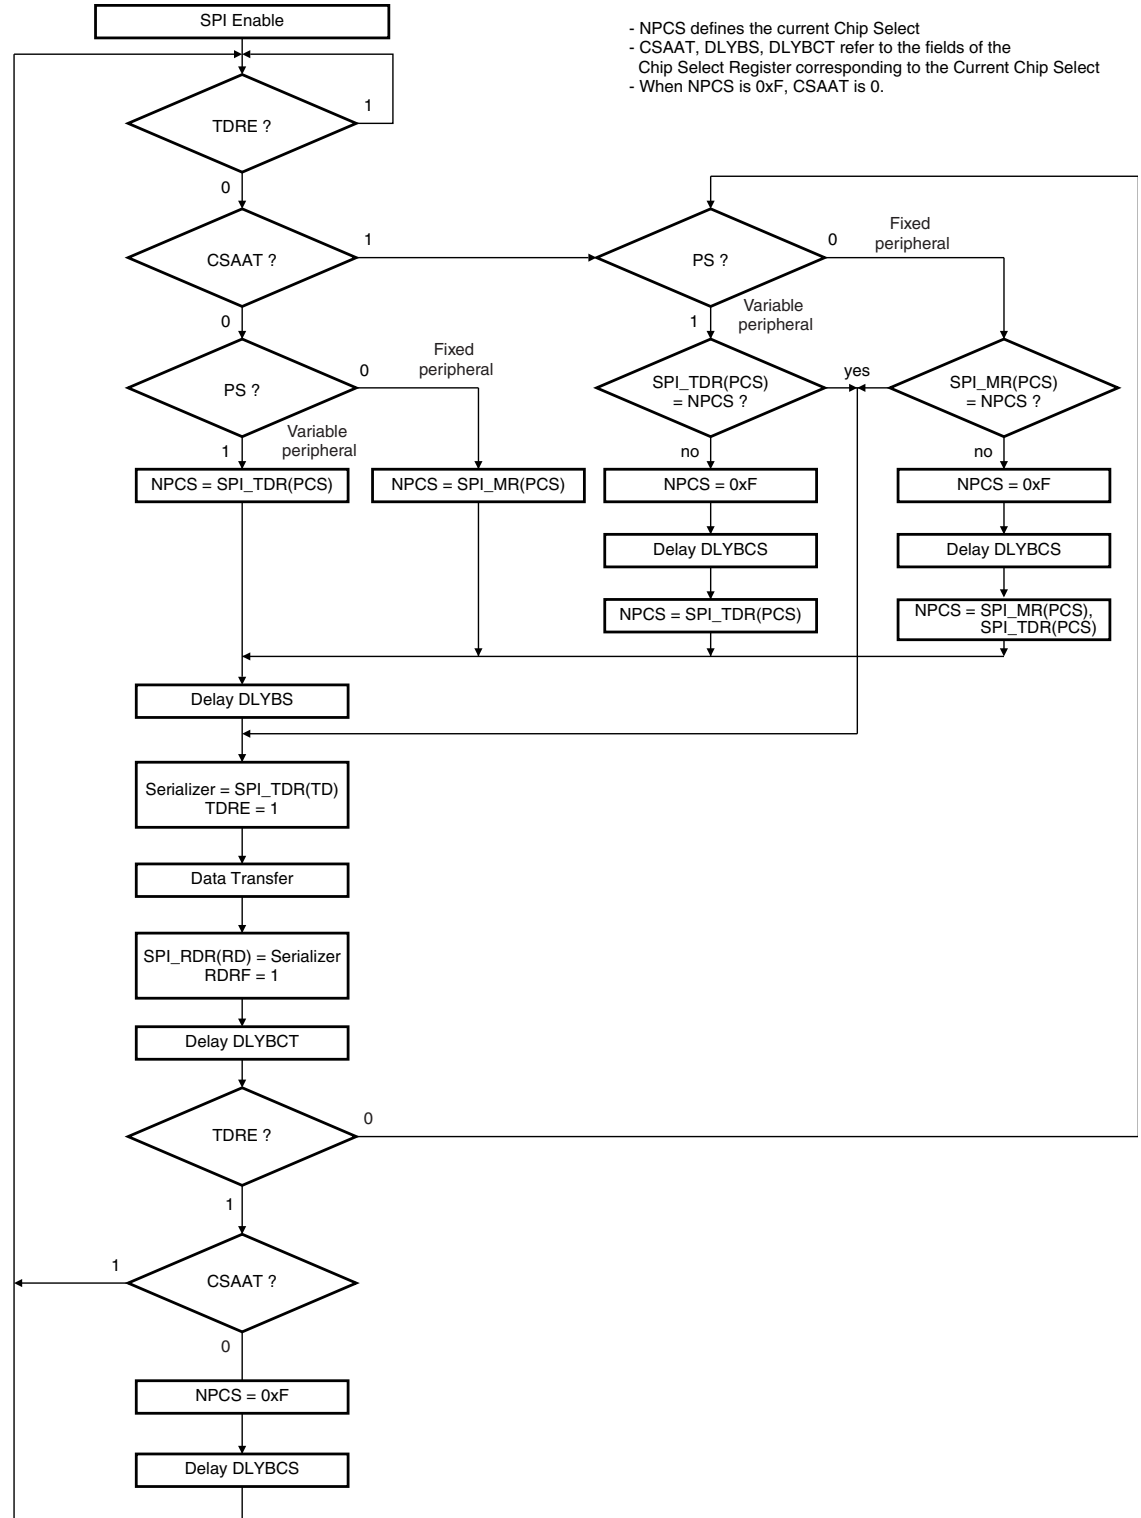 SPI Enable
- NPCS defines the current Chip Select
- CSAAT, DLYBS, DLYBCT refer to the fields of the
Chip Select Register corresponding to the Current Chip Select
- When NPCS is 0xF, CSAAT is 0.
1
TDRE ?
0
CSAAT ?
1
PS ?
0
Fixed
peripheral
0
1
Variable
peripheral
PS ?
0
Fixed
peripheral
1
Variable
peripheral
SPI_TDR(PCS)
= NPCS ?
yes
SPI_MR(PCS)
= NPCS ?
no
no
NPCS = SPI_TDR(PCS)
NPCS = SPI_MR(PCS)
NPCS = 0xF
NPCS = 0xF
Delay DLYBCS
Delay DLYBCS
NPCS = SPI_TDR(PCS)
NPCS = SPI_MR(PCS),
SPI_TDR(PCS)
Delay DLYBS
Serializer = SPI_TDR(TD)
TDRE = 1
Data Transfer
SPI_RDR(RD) = Serializer
RDRF = 1
Delay DLYBCT
TDRE ?
0
1
CSAAT ?
1
0
NPCS = 0xF
Delay DLYBCS